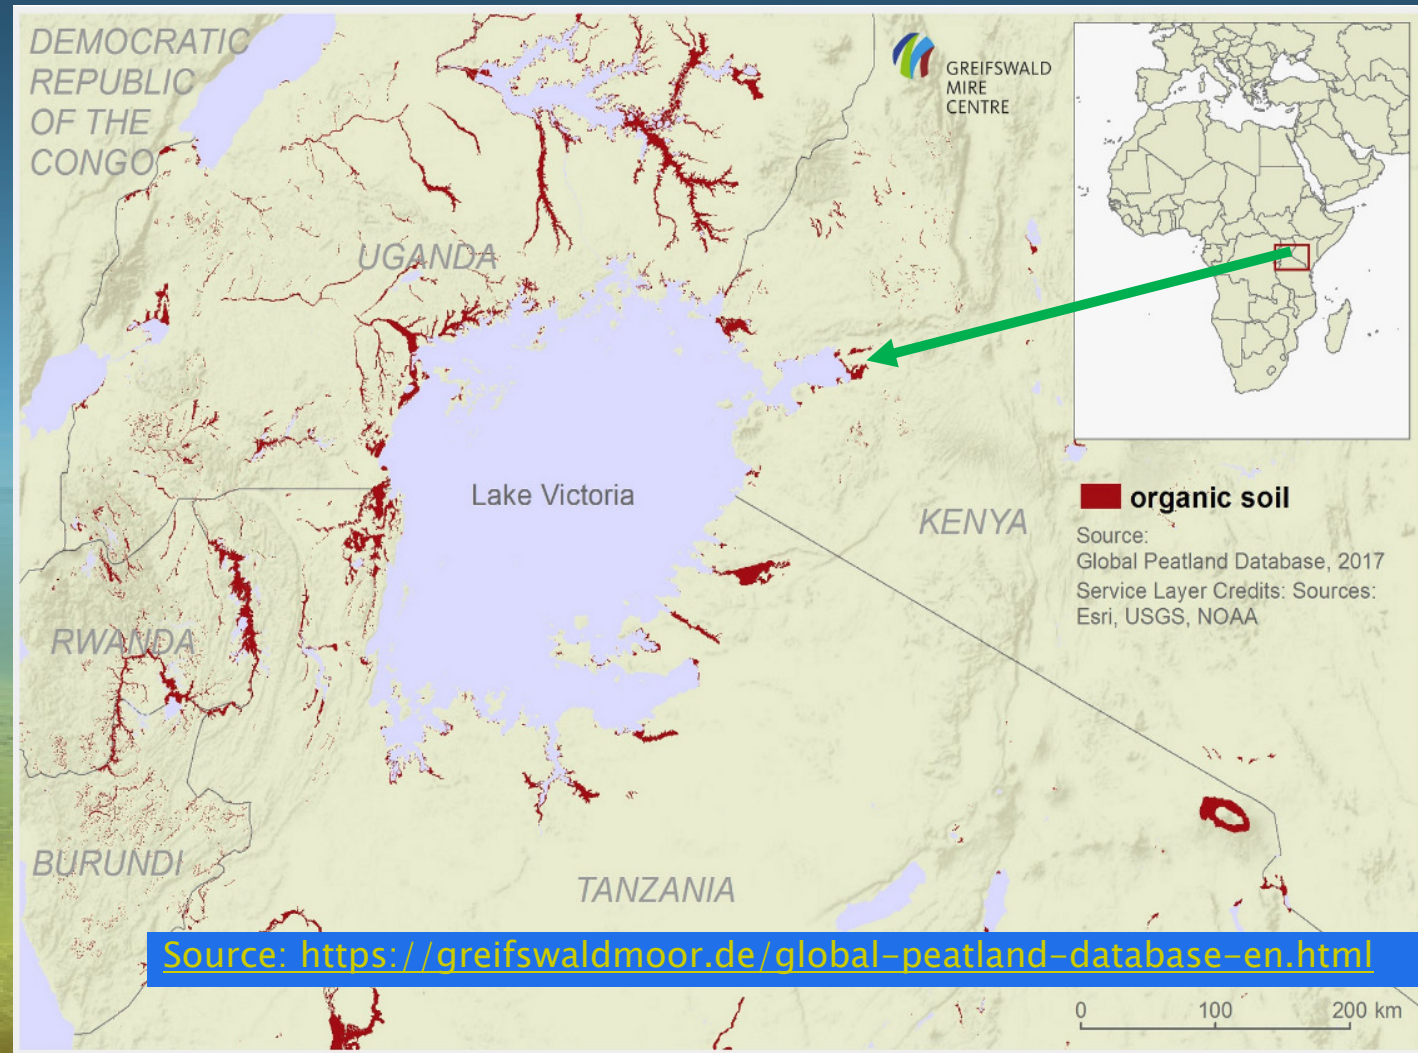 DEMOCRATIC
REPUBLIC
OF THE
CONGO
GREIFSWALD
MIRE
CENTRE
UGANDA
Lake Victoria
KENYA
organic soil
Source:
Global Peatland Database, 2017
Service Layer Credits: Sources:
Esri, USGS, NOAA
RWANDA
BURUNDI
TANZANIA
Source: https://greifswaldmoor.de/global-peatland-database-en.html
0 100 200 km